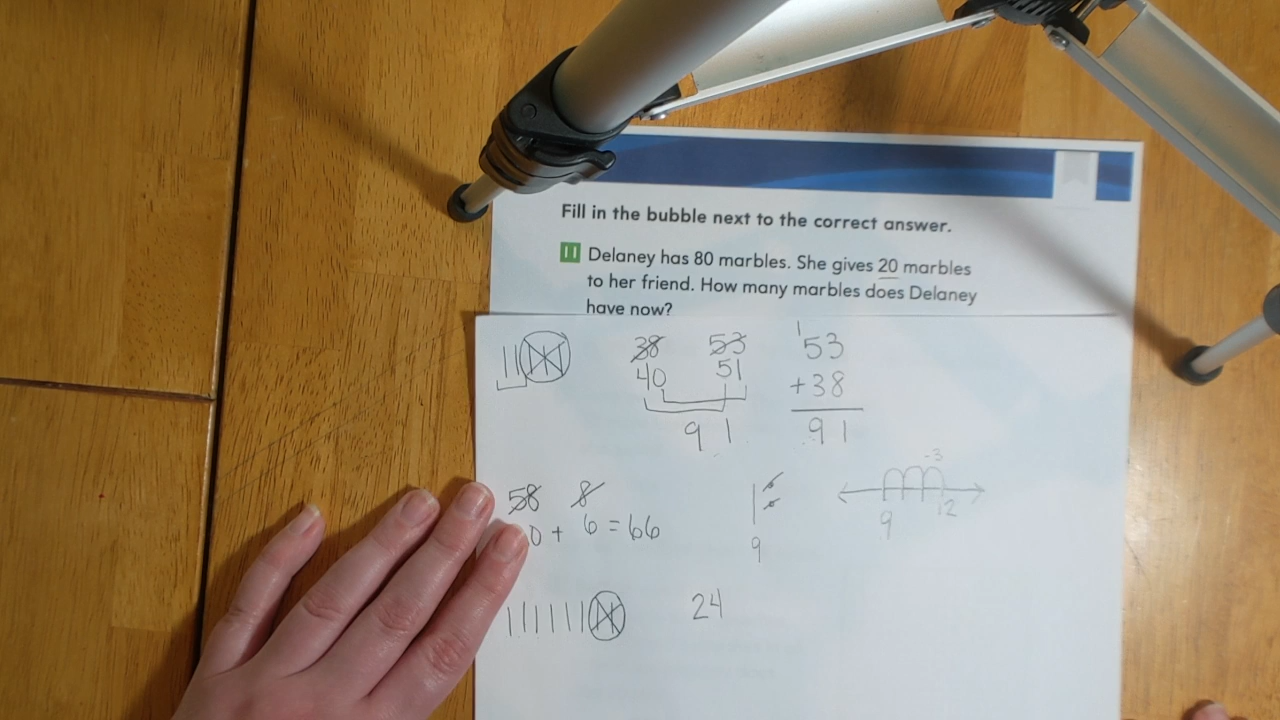 Fill in the bubble next to the correct answer.
11 Delaney has 80 marbles. She gives 20 marbles
to her friend. How many marbles does Delaney
have now?
38 53 1
40 51 53
+38
91 91
58 8 -3
0 + 6 = 66
9 12
9
24